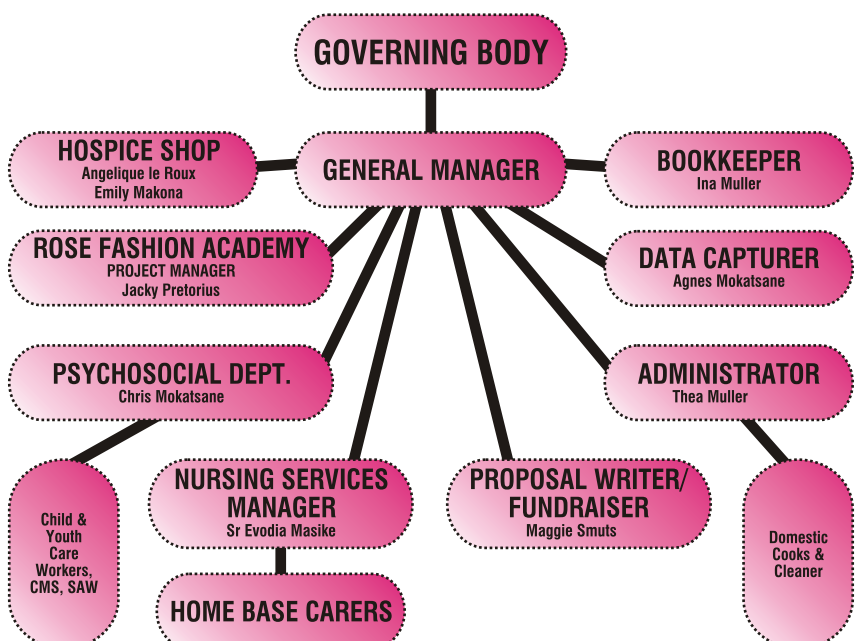 GOVERNING BODY
HOSPICE SHOP
Angelique le Roux
Emily Makona
GENERAL MANAGER
BOOKKEEPER
Ina Muller
ROSE FASHION ACADEMY
PROJECT MANAGER
Jacky Pretorius
DATA CAPTURER
Agnes Mokatsane
PSYCHOSOCIAL DEPT.
Chris Mokatsane
ADMINISTRATOR
Thea Muller
Child &
Youth
Care
Workers,
CMS, SAW
NURSING SERVICES
MANAGER
Sr Evodia Masike
PROPOSAL WRITER/
FUNDRAISER
Maggie Smuts
Domestic
Cooks &
Cleaner
HOME BASE CARERS